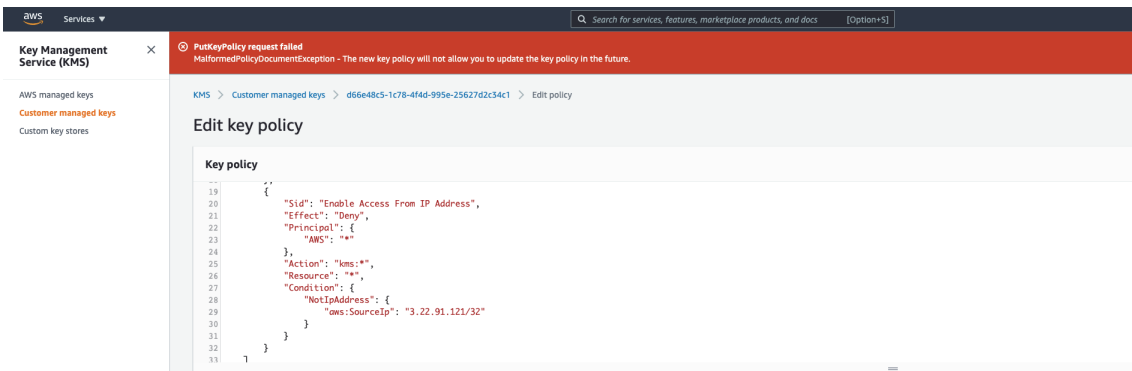 aws Services ▼ Search for services, features, marketplace products, and docs [Option+S]
Key Management Service (KMS)
AWS managed keys
Customer managed keys
Custom key stores
PutKeyPolicy request failed
MalformedPolicyDocumentException - The new key policy will not allow you to update the key policy in the future.
KMS > Customer managed keys > d66e48c5-1c78-4f4d-995e-25627d2c34c1 > Edit policy
Edit key policy
Key policy
19 {
20 "Sid": "Enable Access From IP Address",
21 "Effect": "Deny",
22 "Principal": {
23 "AWS": "*"
24 },
25 "Action": "kms:*",
26 "Resource": "*",
27 "Condition": {
28 "NotIpAddress": {
29 "aws:SourceIp": "3.22.91.121/32"
30 }
31 }
32 }
33 ]